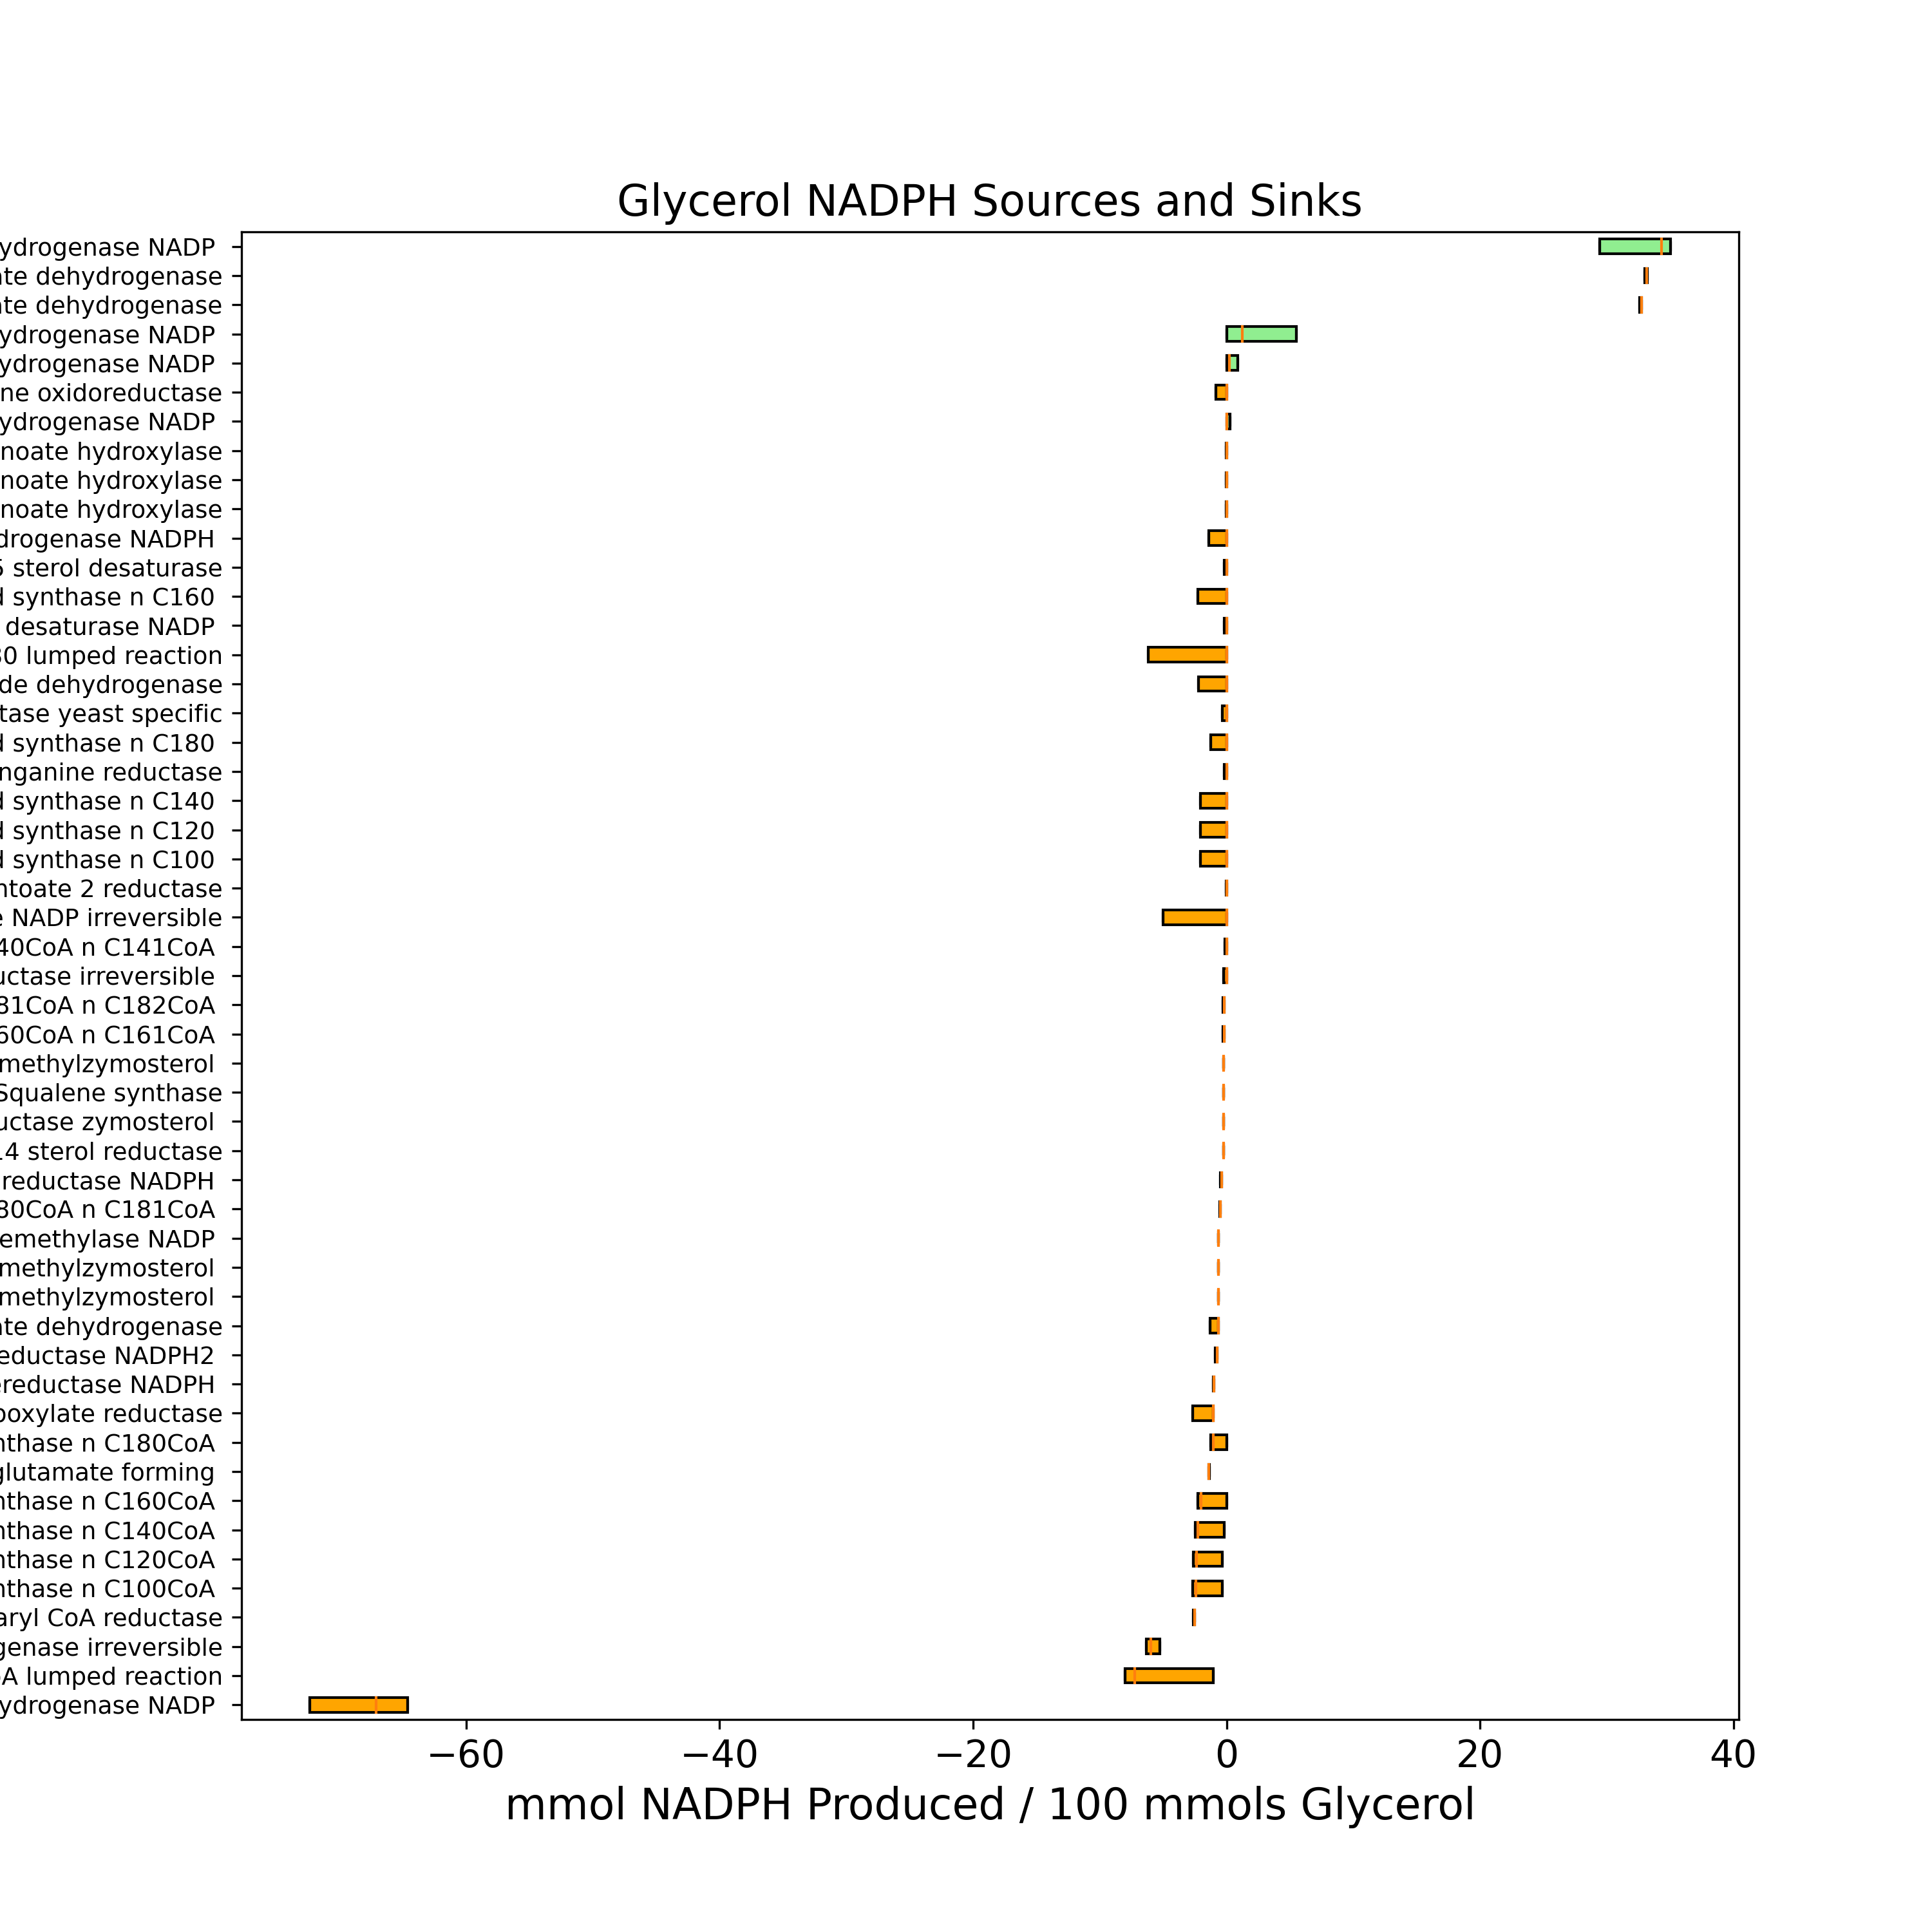 Glycerol NADPH Sources and Sinks
ydrogenase NADP
te dehydrogenase
te dehydrogenase
ydrogenase NADP
ydrogenase NADP
ne oxidoreductase
ydrogenase NADP
noate hydroxylase
noate hydroxylase
noate hydroxylase
drogenase NADPH
sterol desaturase
synthase n C160
desaturase NADP
30 lumped reaction
de dehydrogenase
tase yeast specific
synthase n C180
nganine reductase
synthase n C140
synthase n C120
synthase n C100
ntoate 2 reductase
NADP irreversible
40CoA n C141CoA
uctase irreversible
81CoA n C182CoA
60CoA n C161CoA
methylzymosterol
Squalene synthase
uctase zymosterol
14 sterol reductase
reductase NADPH
80CoA n C181CoA
emethylase NADP
methylzymosterol
methylzymosterol
te dehydrogenase
eductase NADPH2
reductase NADPH
oxylate reductase
nthase n C180CoA
glutamate forming
nthase n C160CoA
nthase n C140CoA
nthase n C120CoA
nthase n C100CoA
aryl CoA reductase
genase irreversible
A lumped reaction
ydrogenase NADP
−60 −40 −20 0 20 40
mmol NADPH Produced / 100 mmols Glycerol